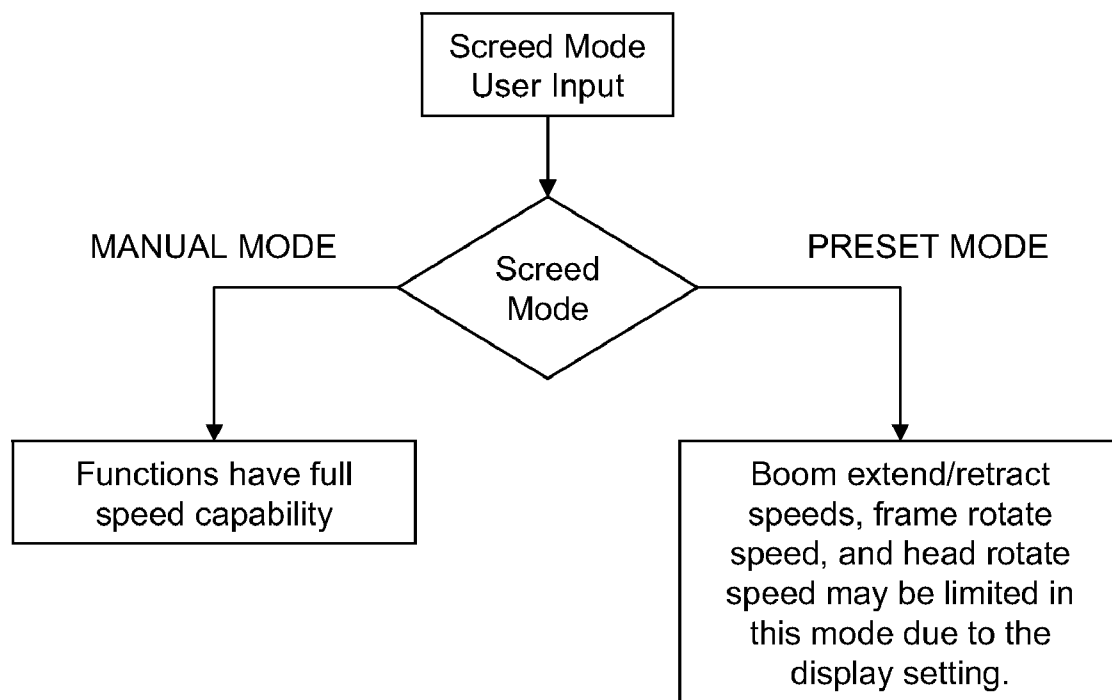 Screed Mode
User Input
MANUAL MODE
PRESET MODE
Screed
Mode
Functions have full
speed capability
Boom extend/retract
speeds, frame rotate
speed, and head rotate
speed may be limited in
this mode due to the
display setting.